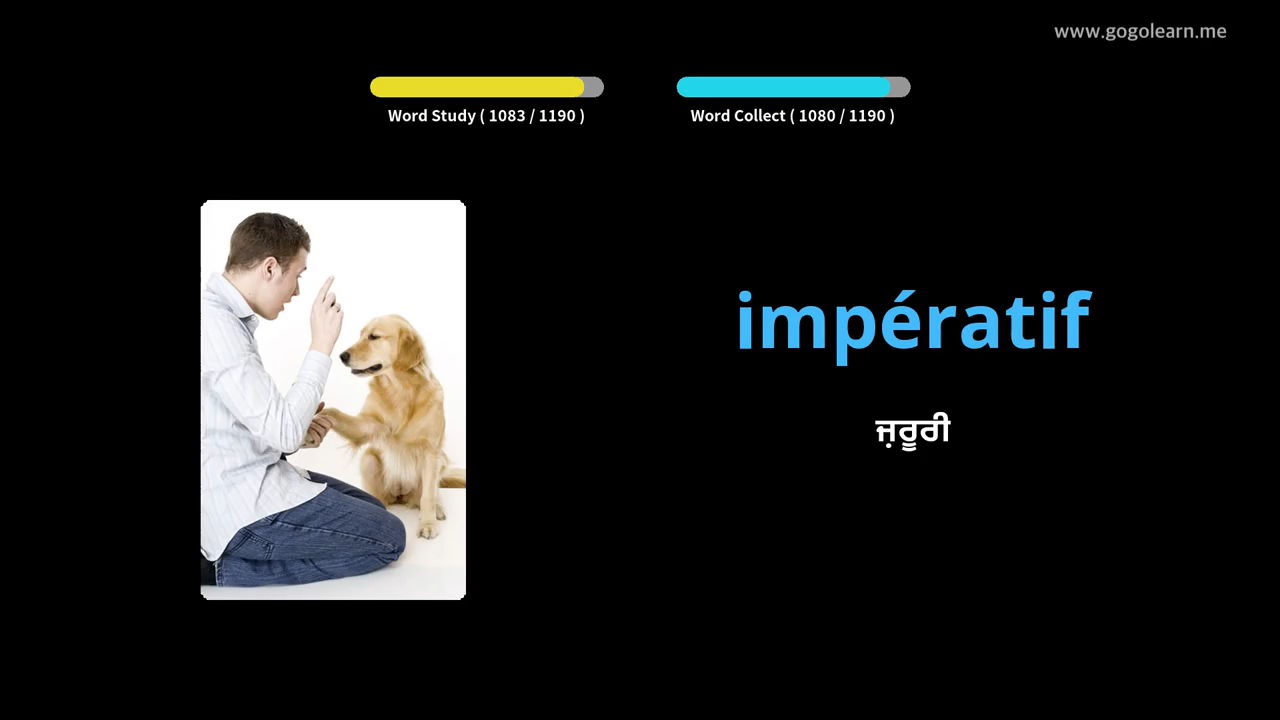 www.gogolearn.me
Word Study ( 1083 / 1190 )
Word Collect ( 1080 / 1190 )
impératif
ਜ਼ਰੂਰੀ